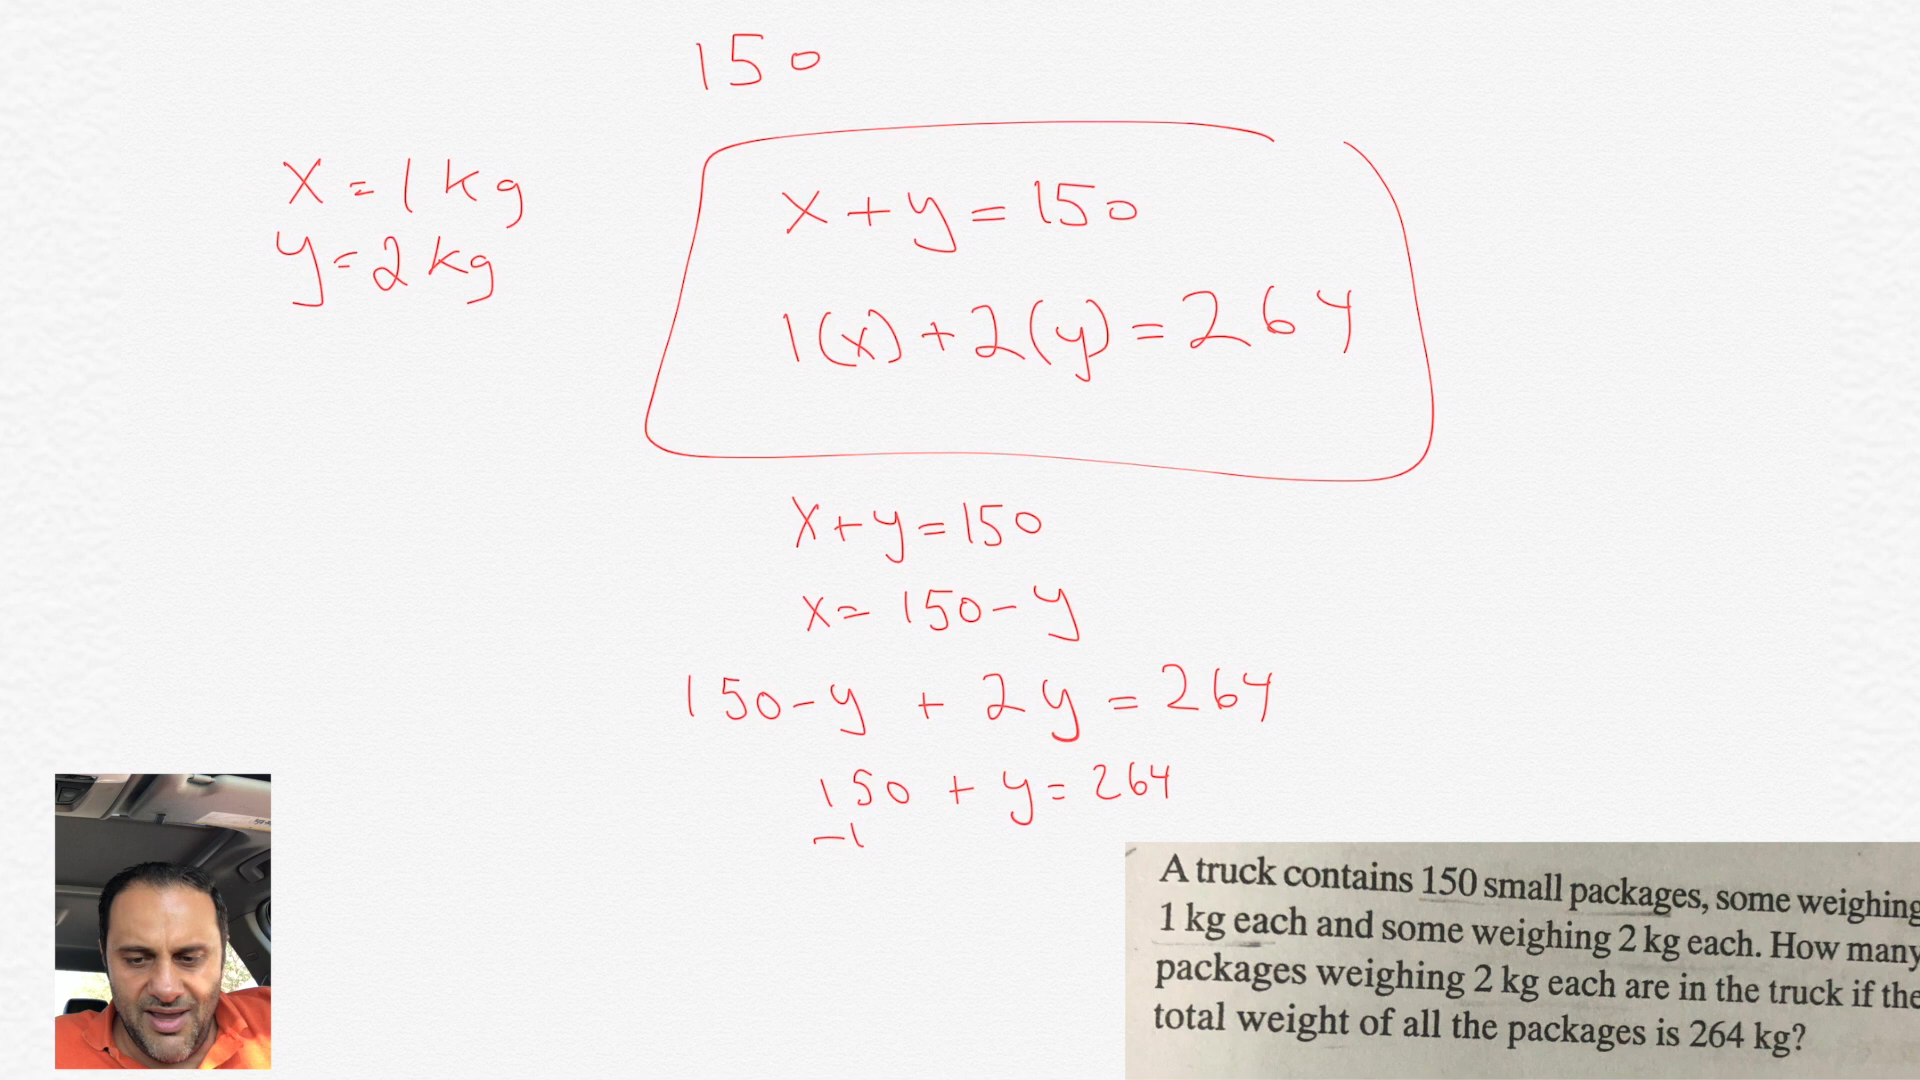 150
x = 1 kg
y = 2 kg
x + y = 150
1(x) + 2(y) = 264
x + y = 150
x = 150 - y
150 - y + 2y = 264
150 + y = 264
-1
A truck contains 150 small packages, some weighing
1 kg each and some weighing 2 kg each. How many
packages weighing 2 kg each are in the truck if the
total weight of all the packages is 264 kg?